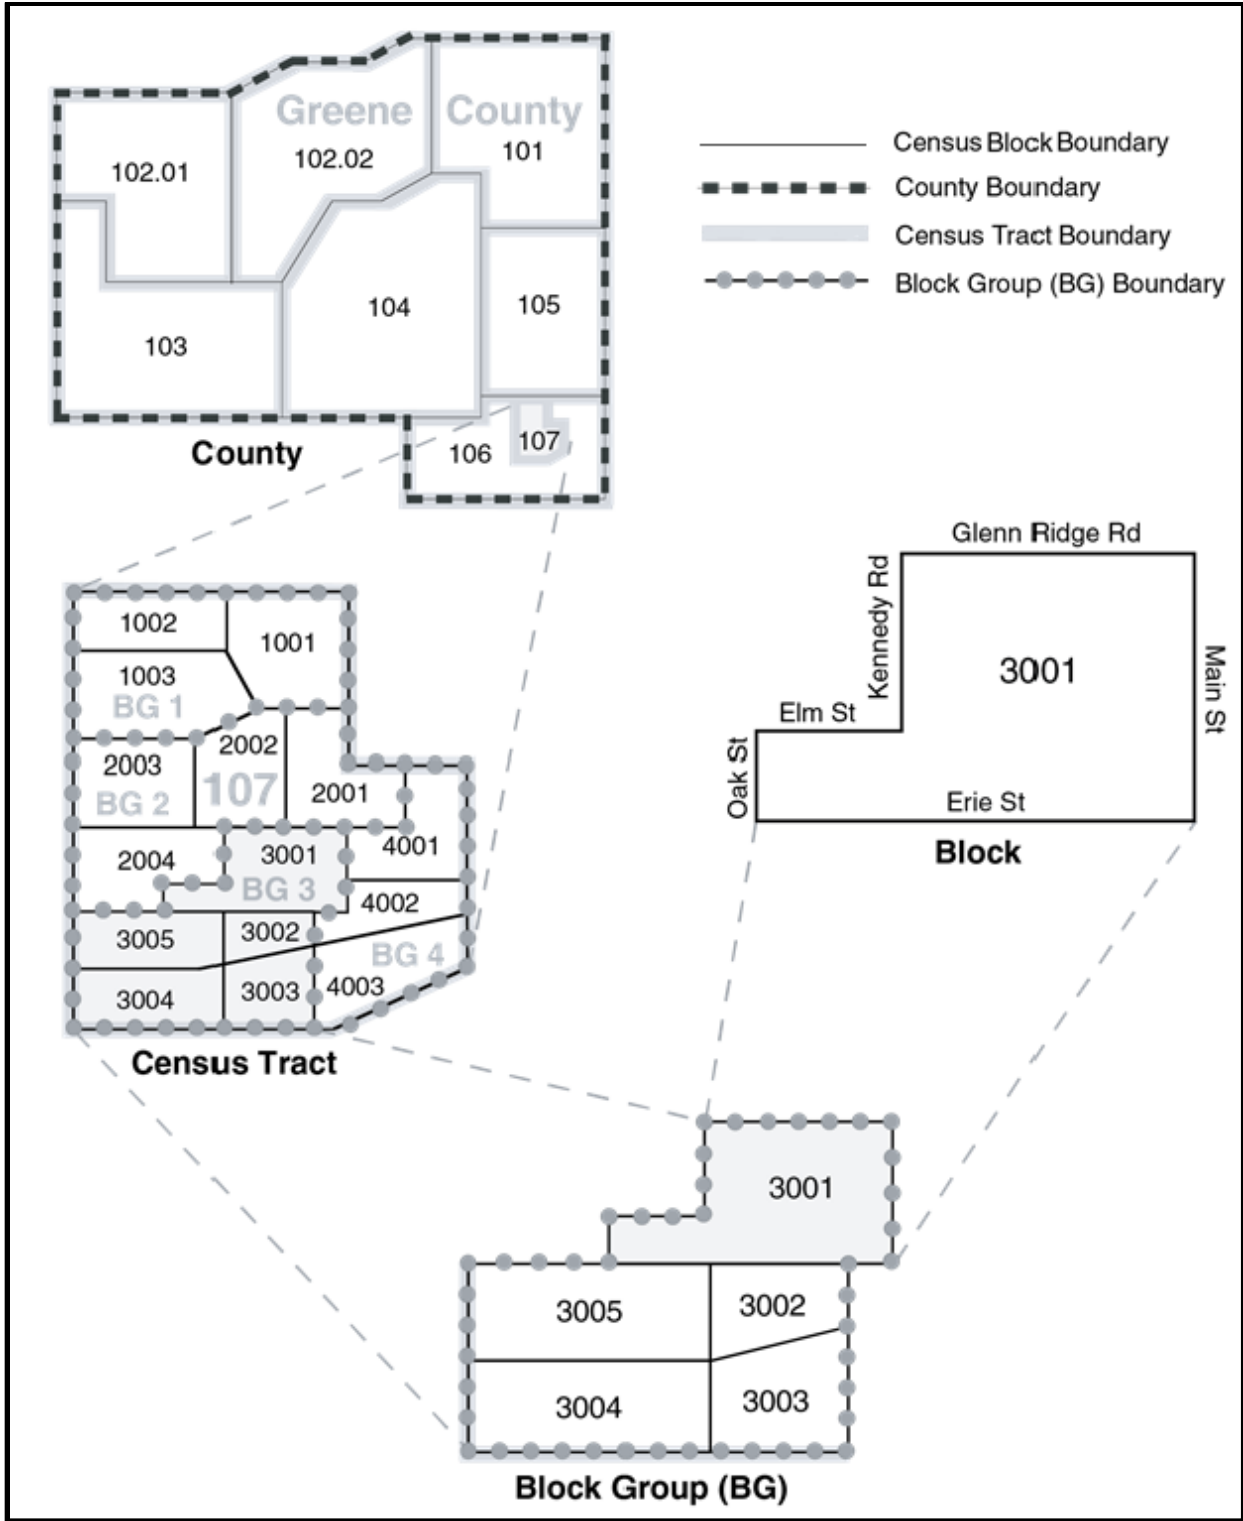 Greene County
102.01
102.02
101
103
104
105
106
107
County
Census Block Boundary
County Boundary
Census Tract Boundary
Block Group (BG) Boundary
1002
1001
1003
BG 1
2003
2002
BG 2
107
2001
2004
3001
4001
BG 3
4002
3005
3002
BG 4
3004
3003
4003
Census Tract
Glenn Ridge Rd
Kennedy Rd
3001
Main St
Elm St
Oak St
Erie St
Block
3001
3005
3002
3004
3003
Block Group (BG)